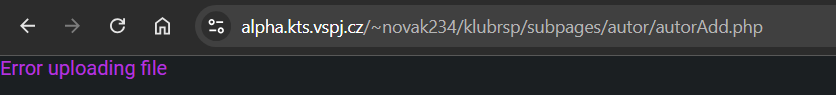 alpha.kts.vspj.cz/~novak234/klubrsp/subpages/autor/autorAdd.php
Error uploading file